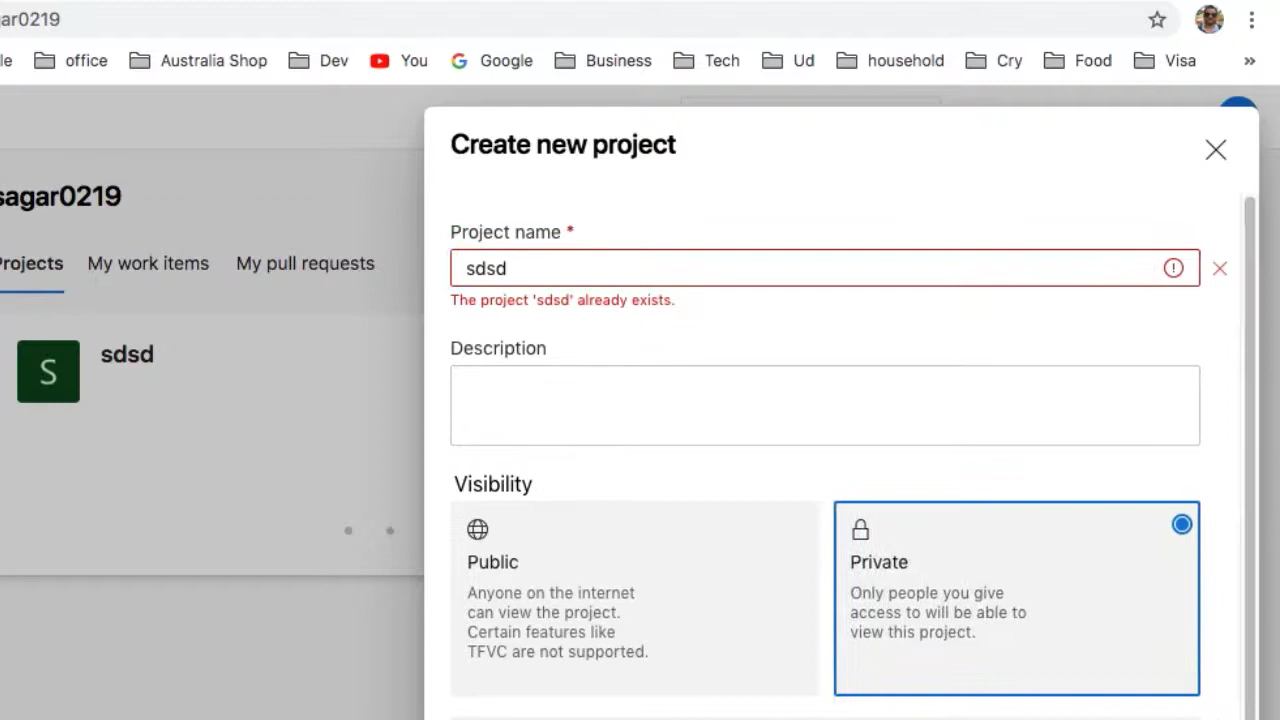 ar0219
le office Australia Shop Dev You Google Business Tech Ud household Cry Food Visa »
Create new project
sagar0219
Project name *
Projects My work items My pull requests
sdsd
The project 'sdsd' already exists.
Description
S sdsd
Visibility
Public
Anyone on the internet
can view the project.
Certain features like
TFVC are not supported.
Private
Only people you give
access to will be able to
view this project.